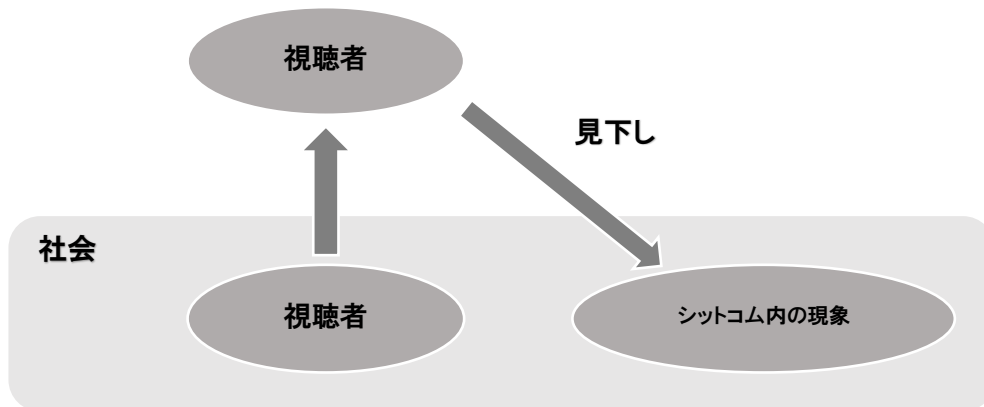 視聴者
見下し
社会
視聴者
シットコム内の現象